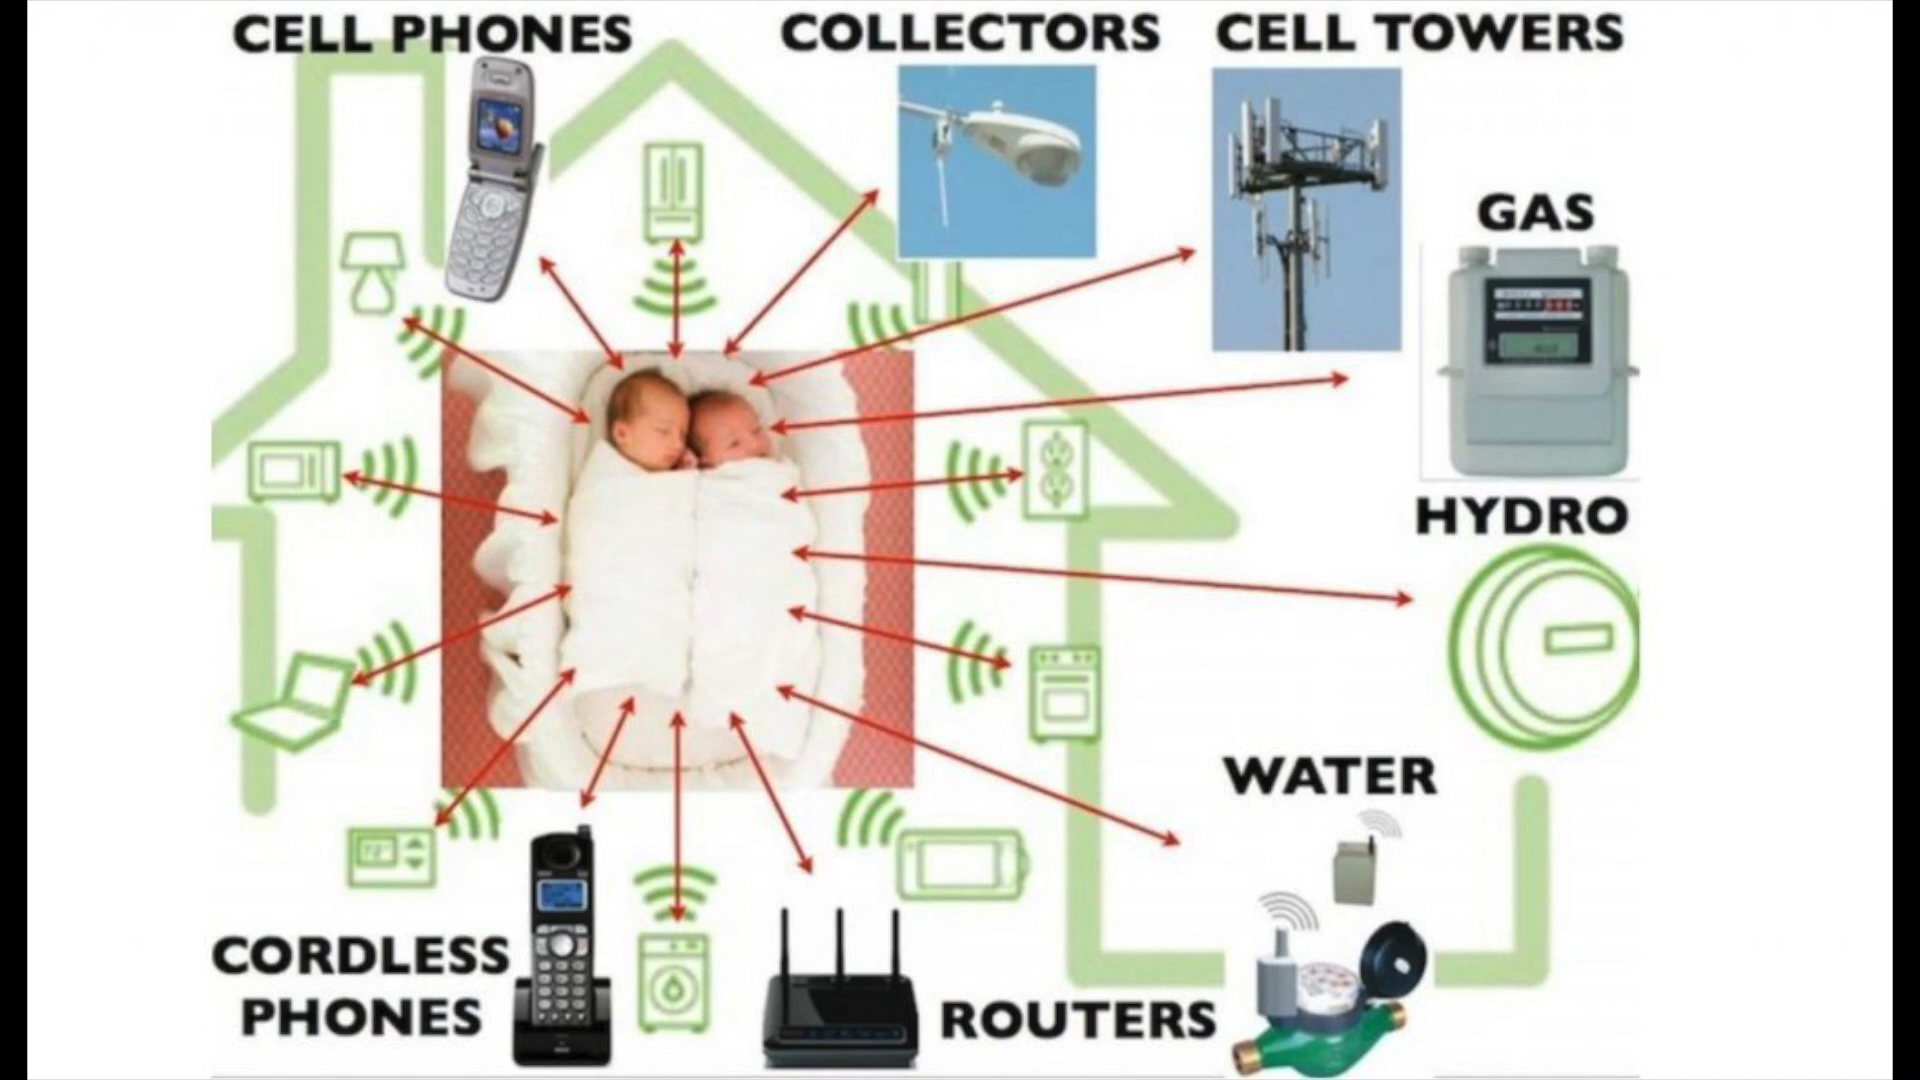 CELL PHONES
COLLECTORS
CELL TOWERS
GAS
HYDRO
WATER
CORDLESS
PHONES
ROUTERS